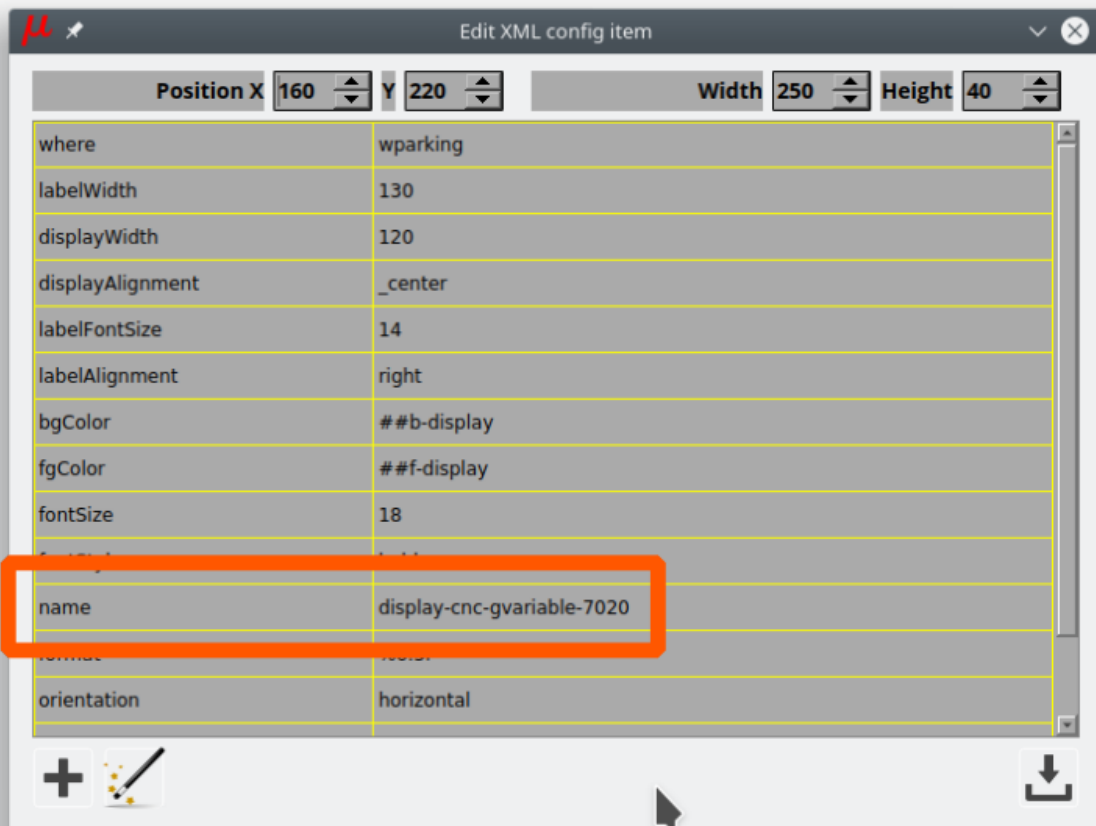 μ Edit XML config item
Position X 160 Y 220 Width 250 Height 40
where wparking
labelWidth 130
displayWidth 120
displayAlignment _center
labelFontSize 14
labelAlignment right
bgColor ##b-display
fgColor ##f-display
fontSize 18
name display-cnc-gvariable-7020
orientation horizontal